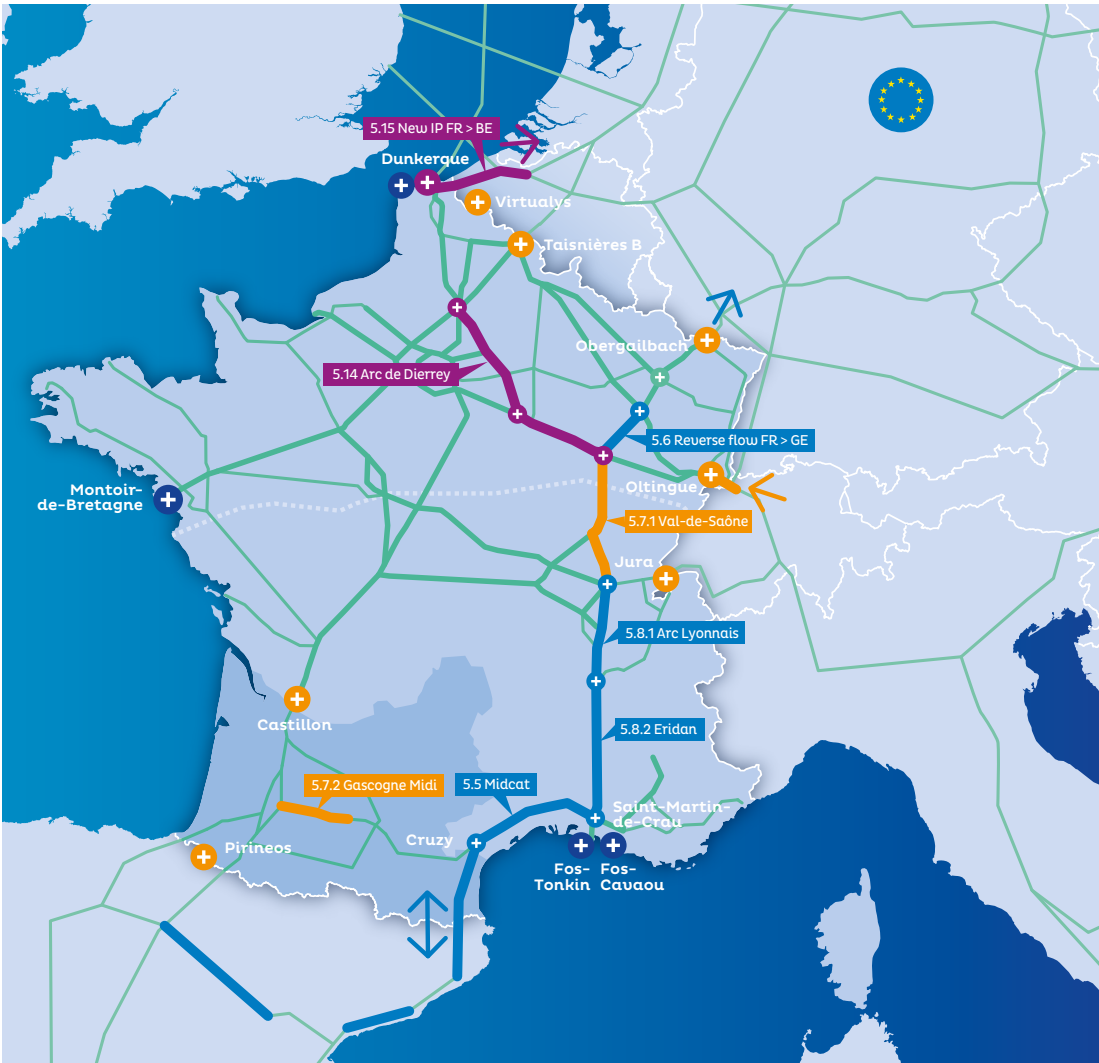 5.15 New IP FR > BE
Dunkerque
Virtualys
Taisnières B
Obergailbach
5.14 Arc de Dierrey
5.6 Reverse flow FR > GE
Oltingue
Montoir-
de-Bretagne
5.7.1 Val-de-Saône
Jura
5.8.1 Arc Lyonnais
Castillon
5.8.2 Eridan
5.7.2 Gascogne Midi
5.5 Midcat
Saint-Martin-
de-Crau
Cruzy
Pirineos
Fos-
Tonkin
Fos-
Cavaou